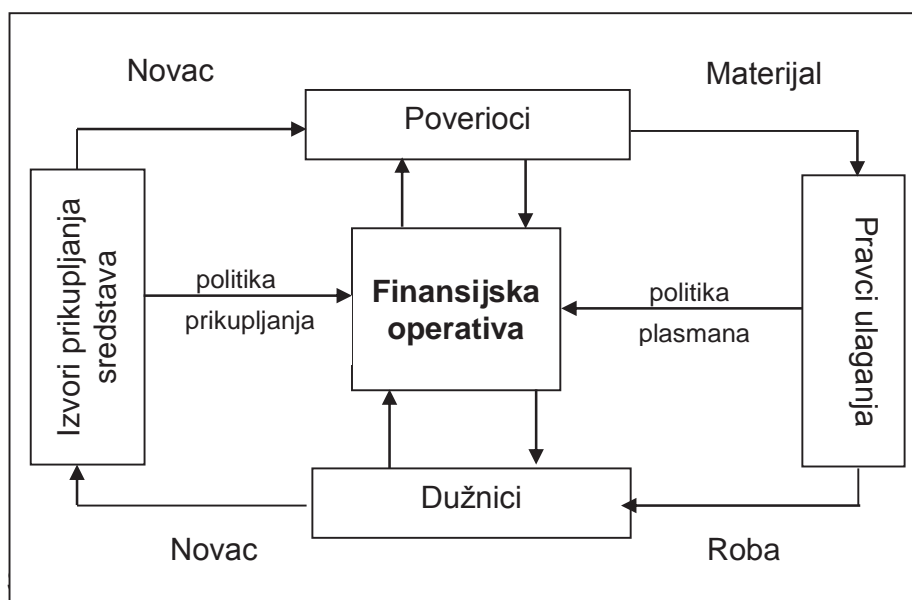 Novac
Materijal
Poverioci
Izvori prikupljanja
sredstava
politika
prikupljanja
Finansijska
operativa
politika
plasmana
Pravci ulaganja
Dužnici
Novac
Roba